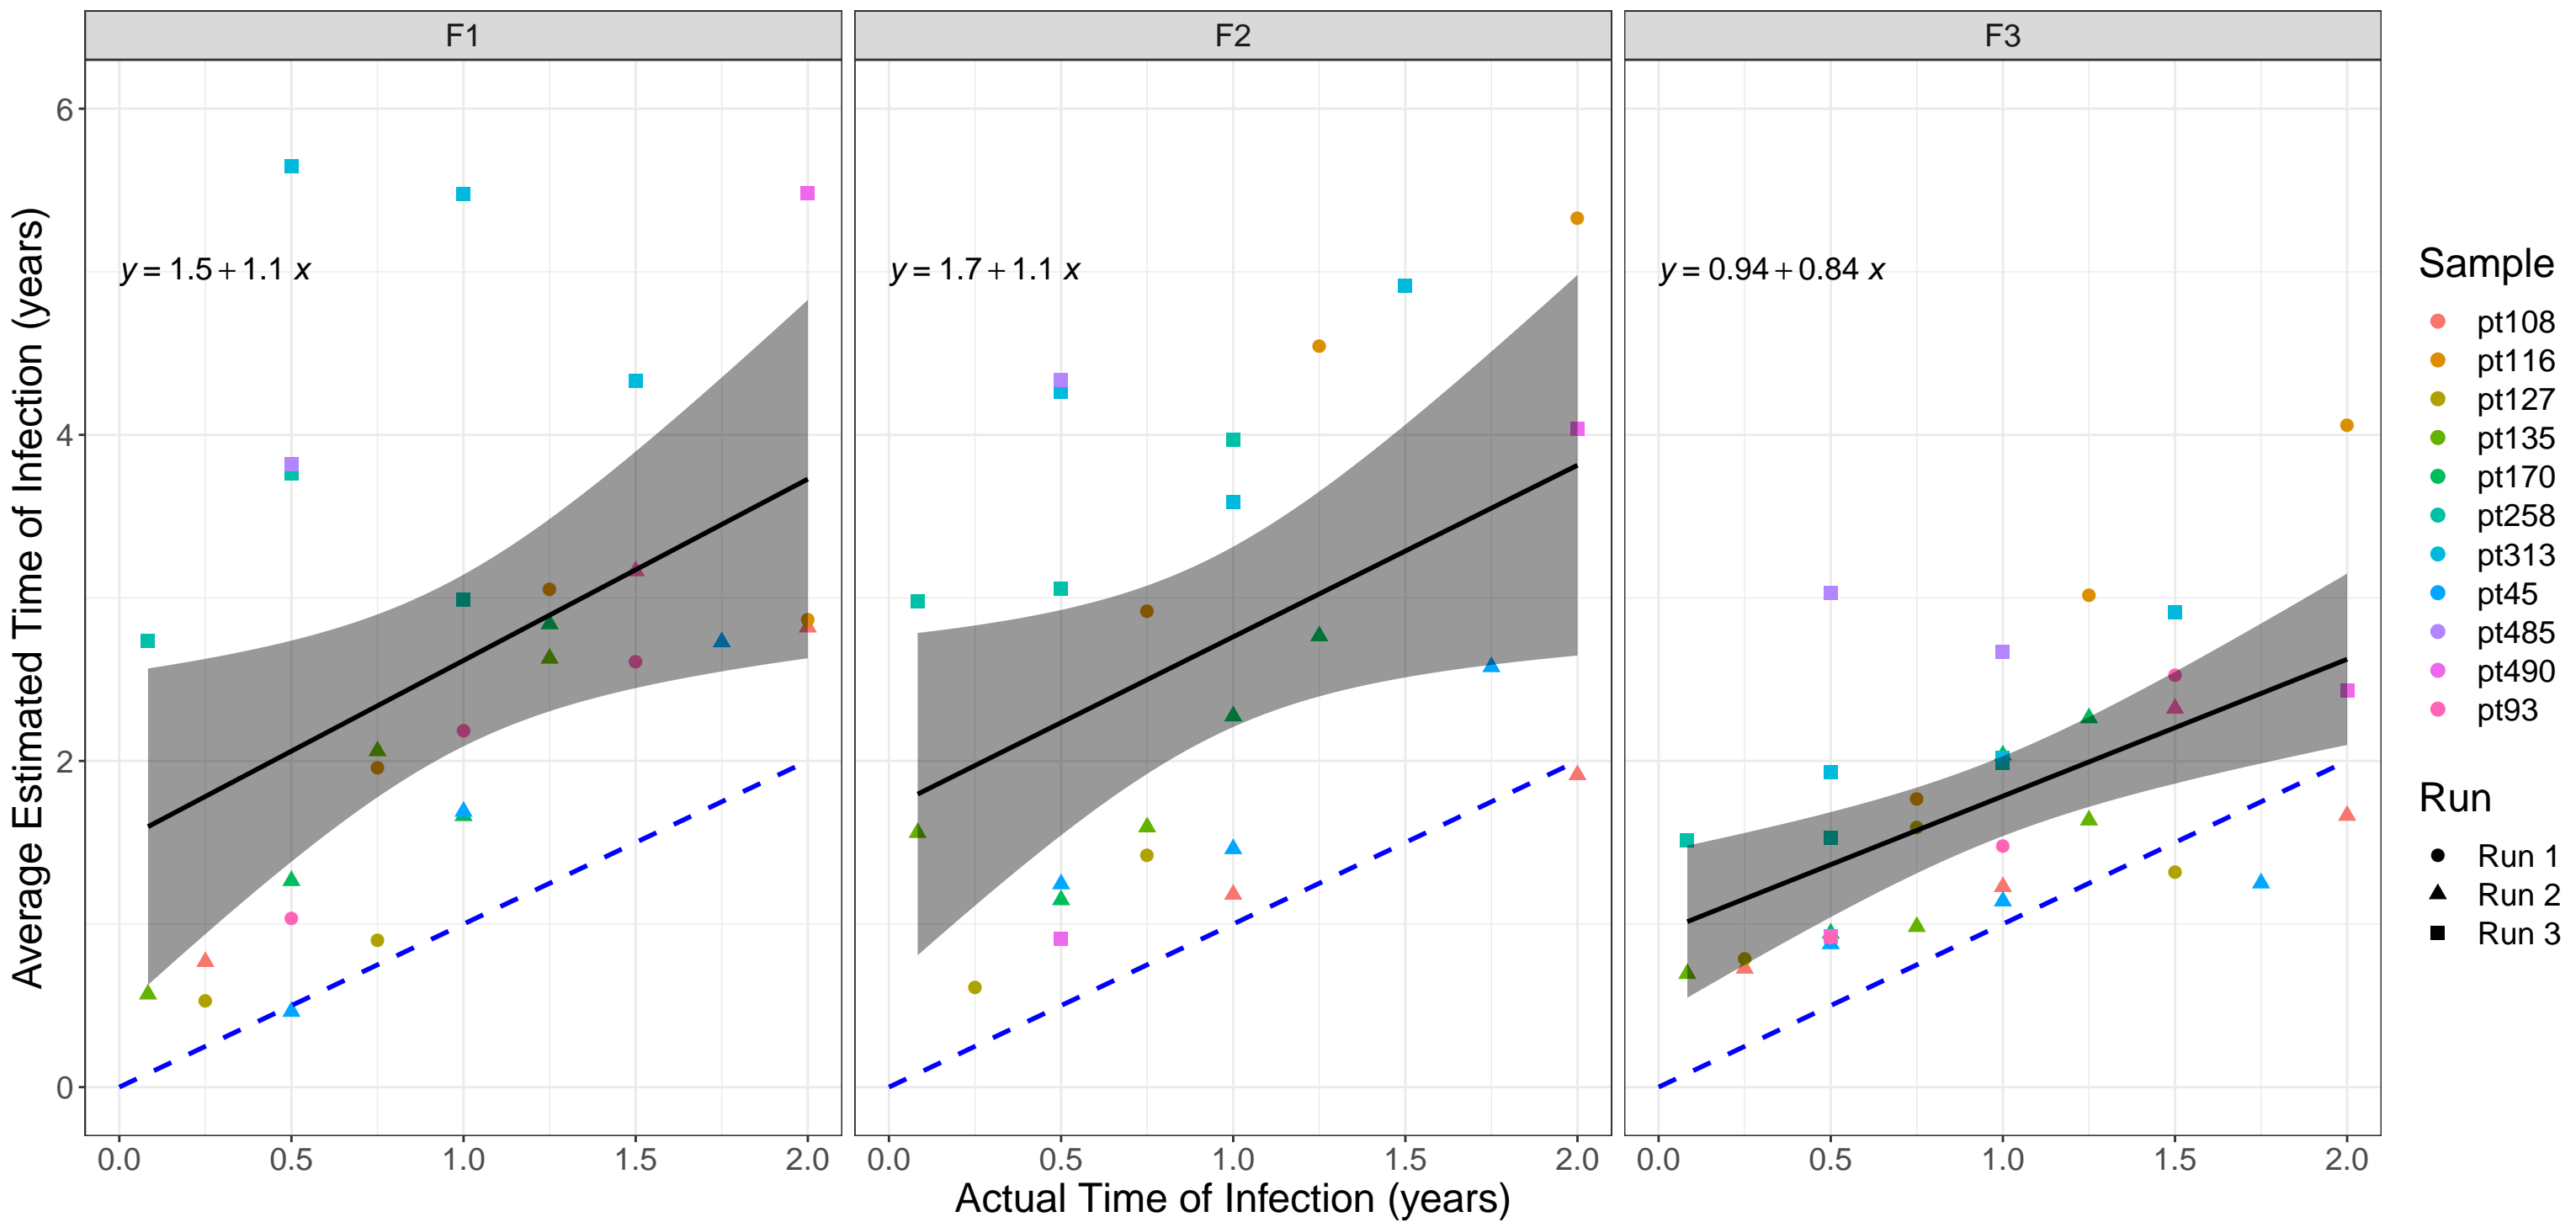 F1 F2 F3
Average Estimated Time of Infection (years)
6
4
2
0
y = 1.5+1.1 x
y = 1.7+1.1 x
y = 0.94+0.84 x
0.0 0.5 1.0 1.5 2.0 0.0 0.5 1.0 1.5 2.0 0.0 0.5 1.0 1.5 2.0
Actual Time of Infection (years)
Sample
pt108
pt116
pt127
pt135
pt170
pt258
pt313
pt45
pt485
pt490
pt93
Run
Run 1
Run 2
Run 3